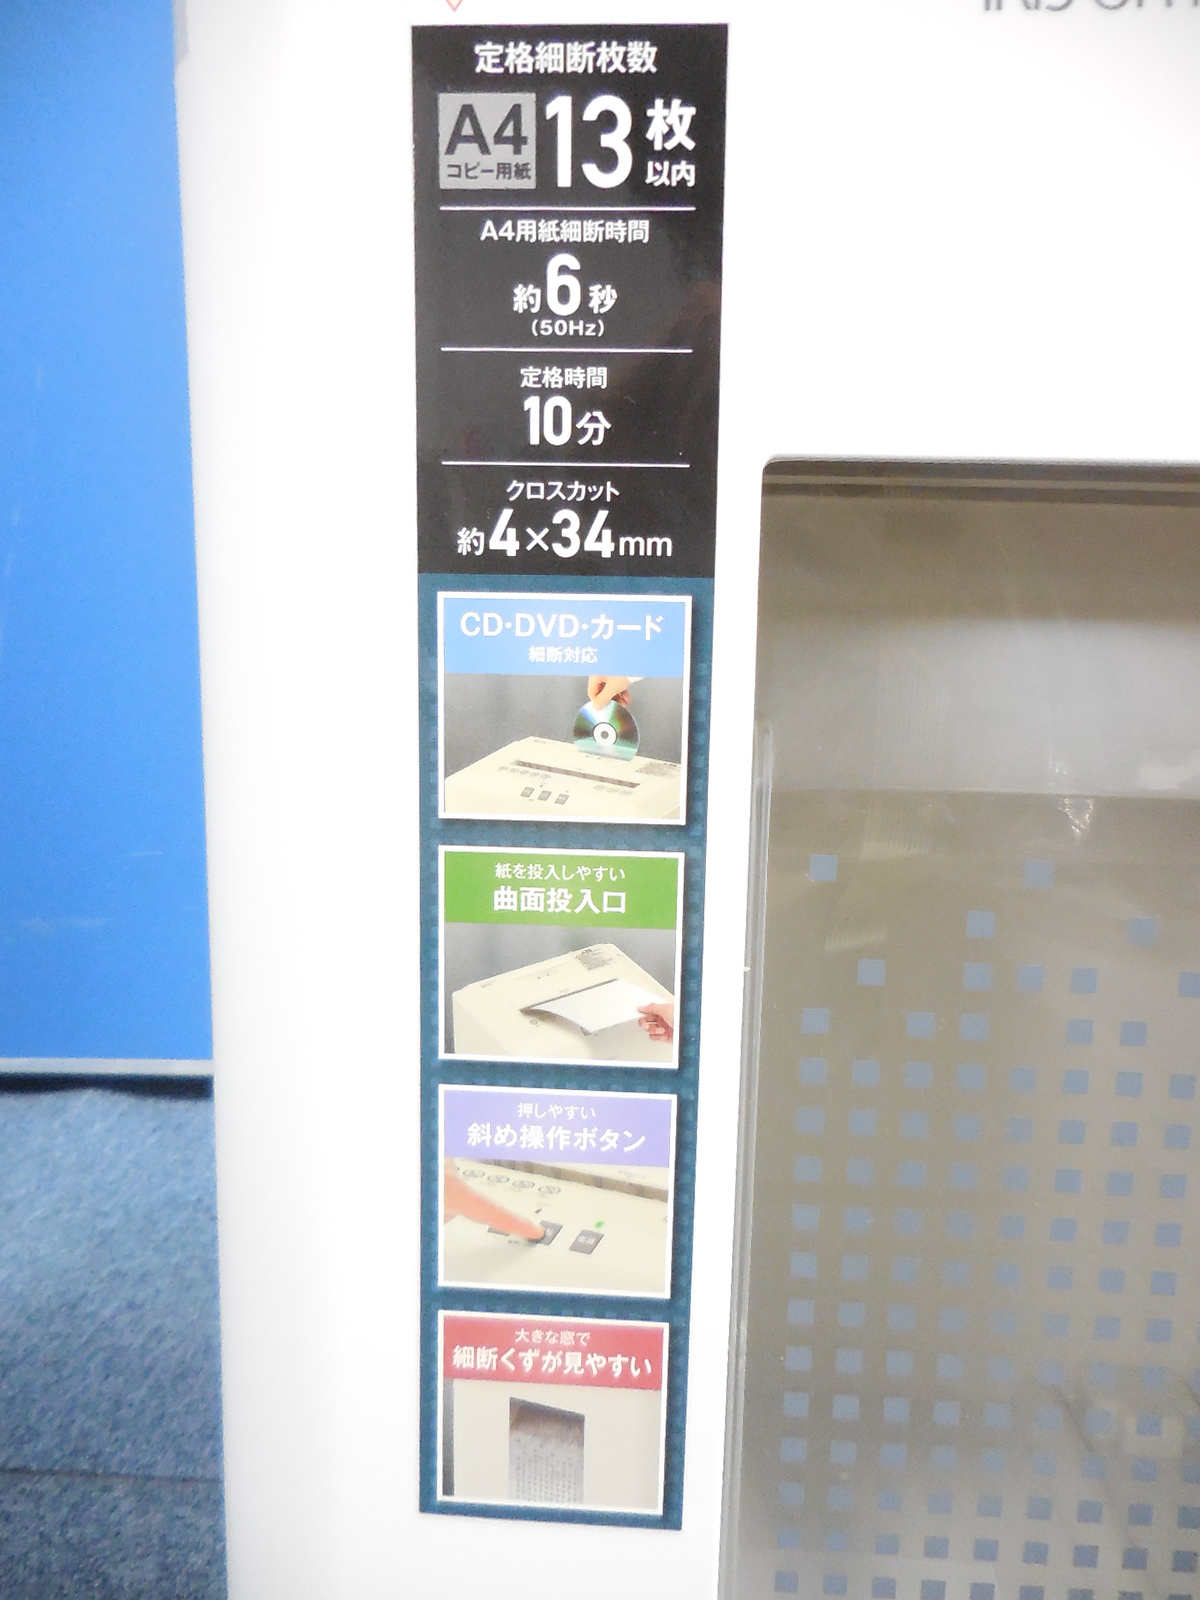 定格細断枚数
A4
コピー用紙
13枚
以内
A4用紙細断時間
約6秒
(50Hz)
定格時間
10分
クロスカット
約4×34mm
CD・DVD・カード
細断対応
紙を投入しやすい
曲面投入口
押しやすい
斜め操作ボタン
大きな窓で
細断くずが見やすい